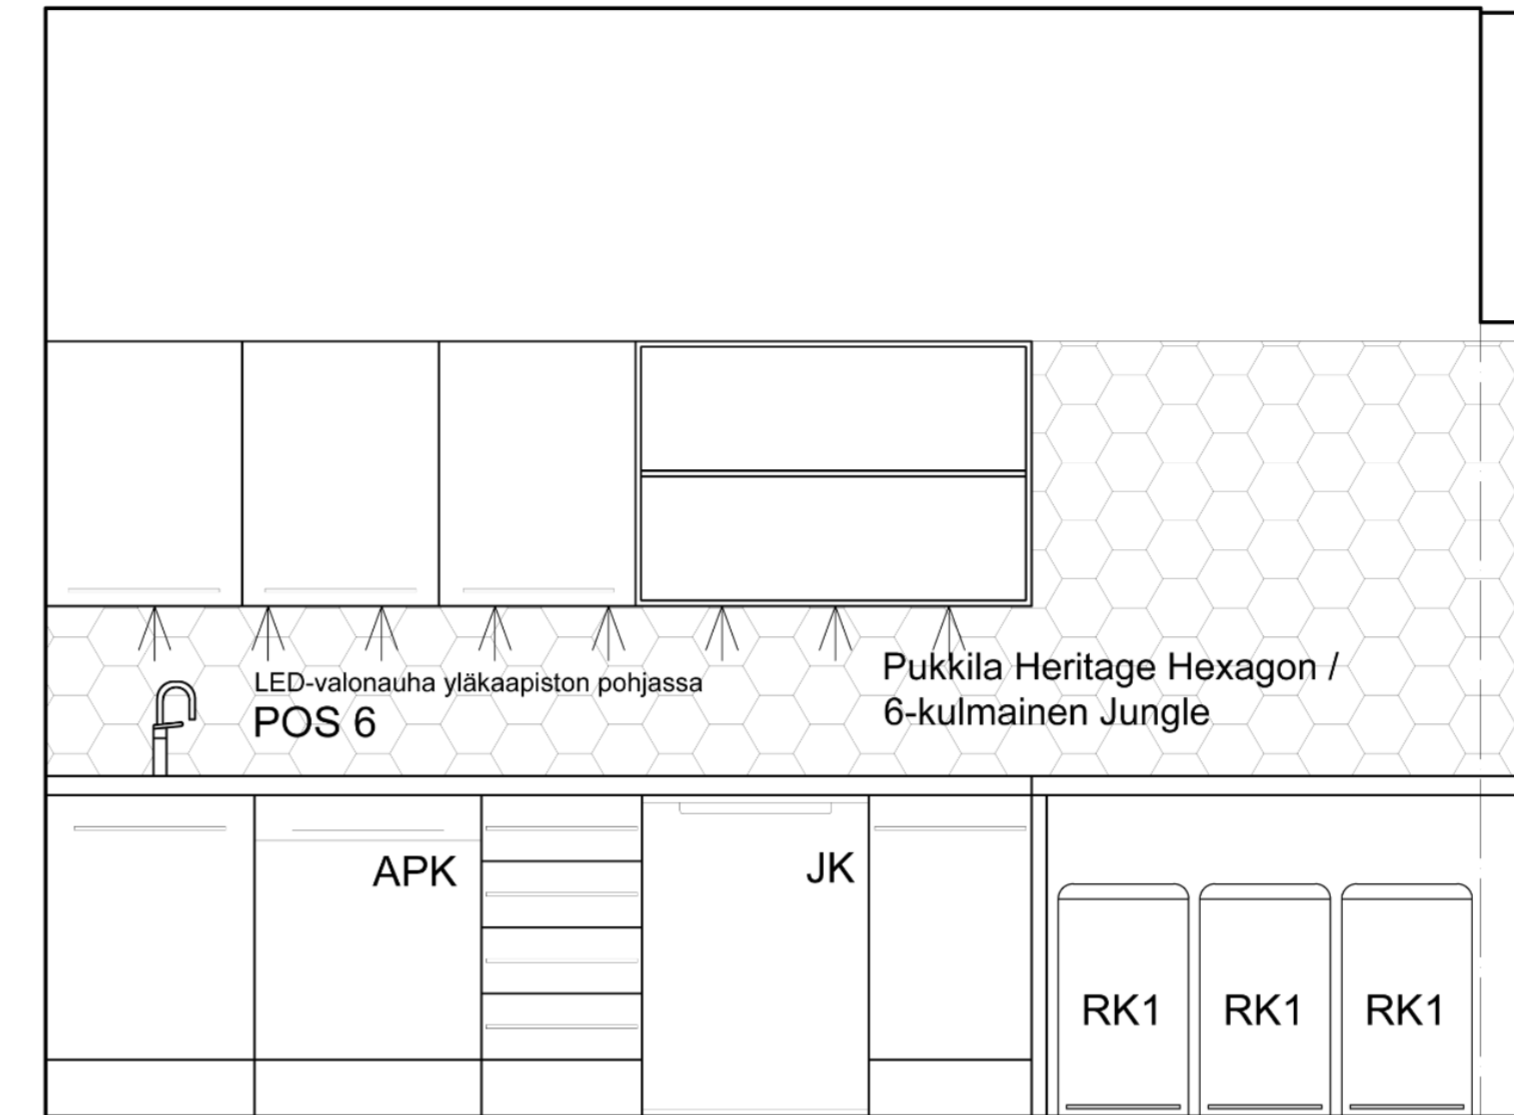 LED-valonauha yläkaapiston pohjassa
POS 6
Pukkila Heritage Hexagon /
6-kulmainen Jungle
APK
JK
RK1
RK1
RK1